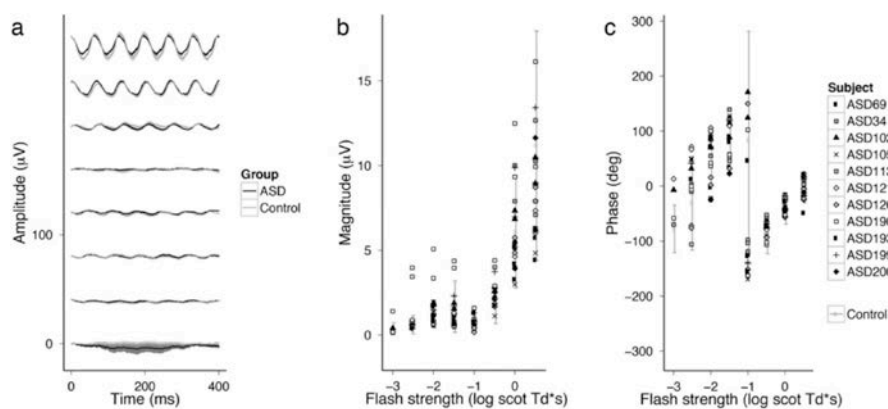 a
Amplitude (µV)
100
0
0
200
400
Time (ms)
Group
ASD
Control
b
Magnitude (µV)
15
10
5
0
−3
−2
−1
0
Flash strength (log scot Td*s)
c
Phase (deg)
300
200
100
0
−100
−200
−300
−3
−2
−1
0
Flash strength (log scot Td*s)
Subject
ASD69
ASD34
Control